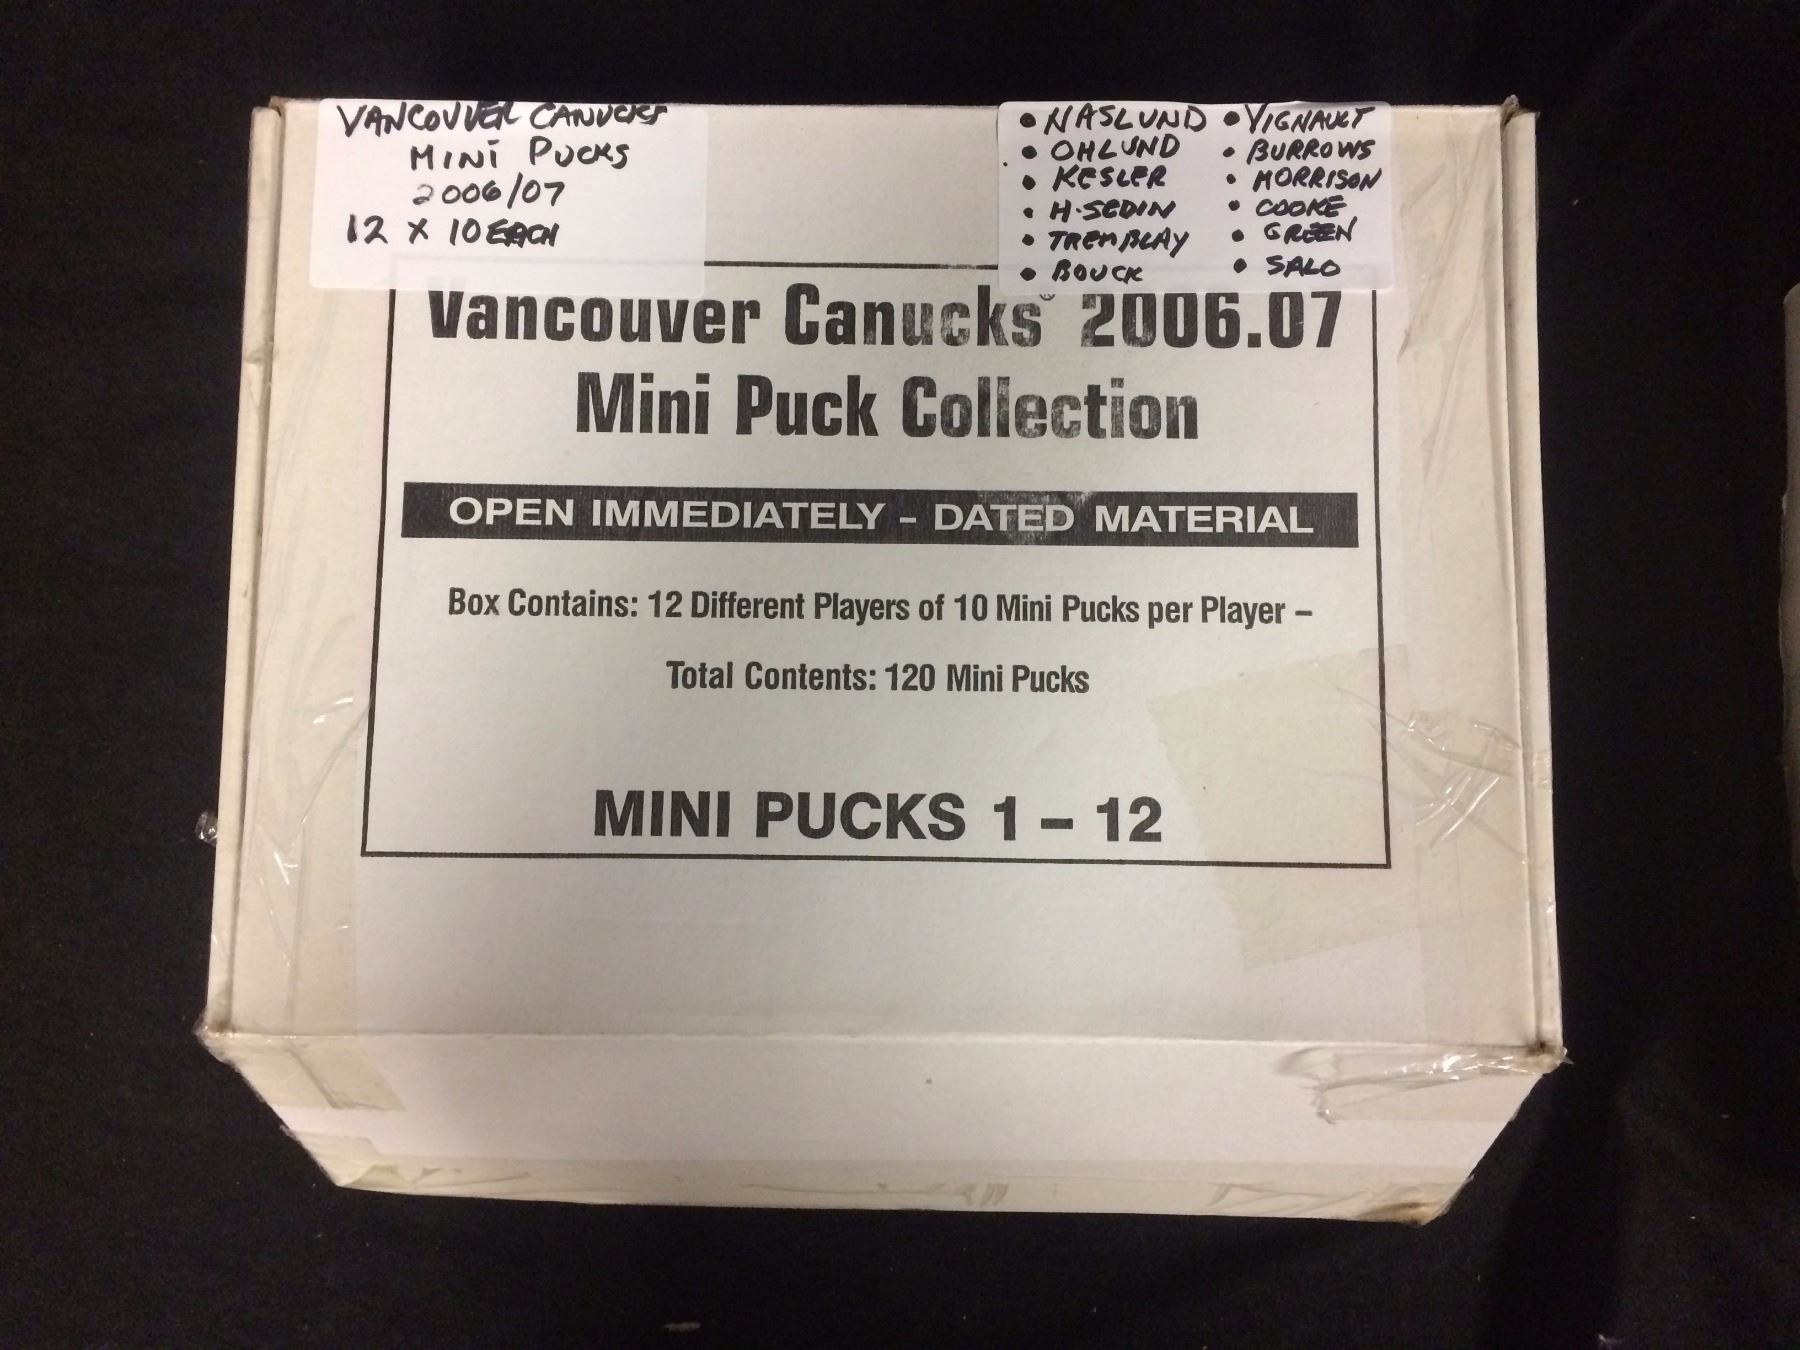 VANCOUVER CANUCKS
MINI PUCKS
2006/07
12 X 10 EACH
• NASLUND
• OHLUND
• KESLER
• H. SEDIN
• TREMBLAY
• BOUCK
• VIGNAULT
• BURROWS
• MORRISON
• COOKE
• GREEN
• SALO
Vancouver Canucks® 2006.07
Mini Puck Collection
OPEN IMMEDIATELY – DATED MATERIAL
Box Contains: 12 Different Players of 10 Mini Pucks per Player –
Total Contents: 120 Mini Pucks
MINI PUCKS 1 – 12